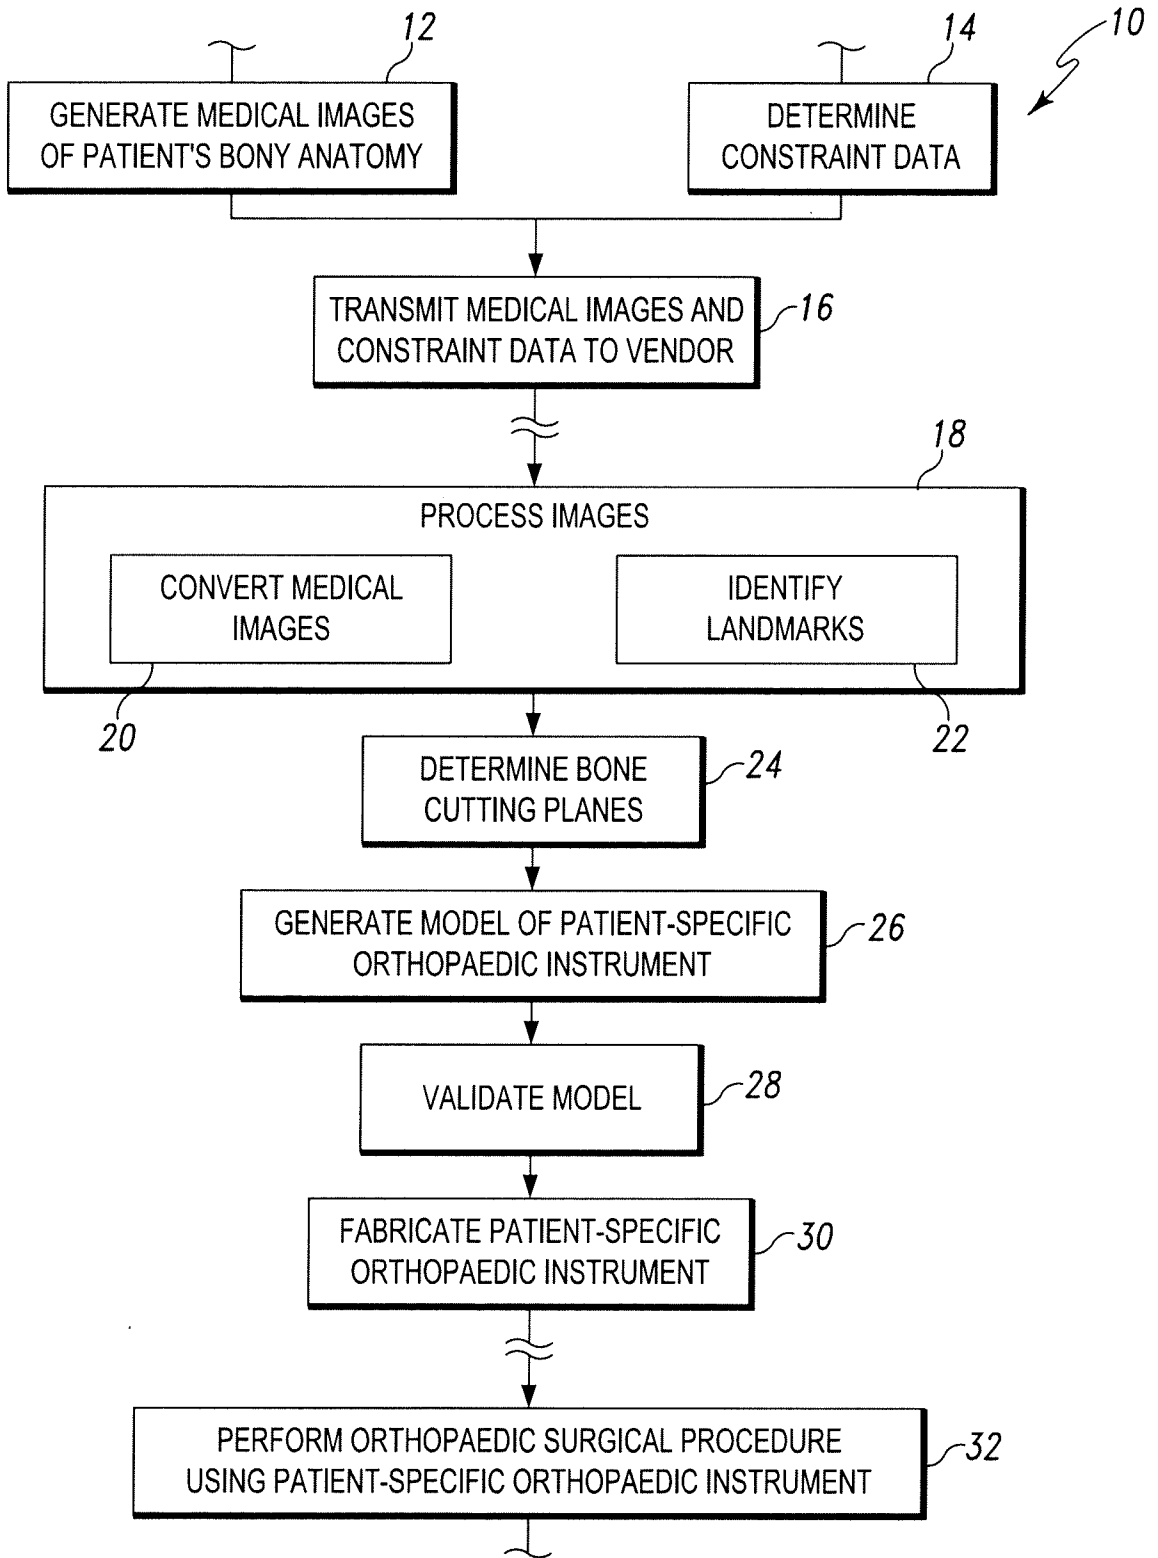 12
14
10
GENERATE MEDICAL IMAGES
OF PATIENT'S BONY ANATOMY
DETERMINE
CONSTRAINT DATA
TRANSMIT MEDICAL IMAGES AND
CONSTRAINT DATA TO VENDOR
16
18
PROCESS IMAGES
CONVERT MEDICAL
IMAGES
IDENTIFY
LANDMARKS
20
22
DETERMINE BONE
CUTTING PLANES
24
GENERATE MODEL OF PATIENT-SPECIFIC
ORTHOPAEDIC INSTRUMENT
26
VALIDATE MODEL
28
FABRICATE PATIENT-SPECIFIC
ORTHOPAEDIC INSTRUMENT
30
PERFORM ORTHOPAEDIC SURGICAL PROCEDURE
USING PATIENT-SPECIFIC ORTHOPAEDIC INSTRUMENT
32